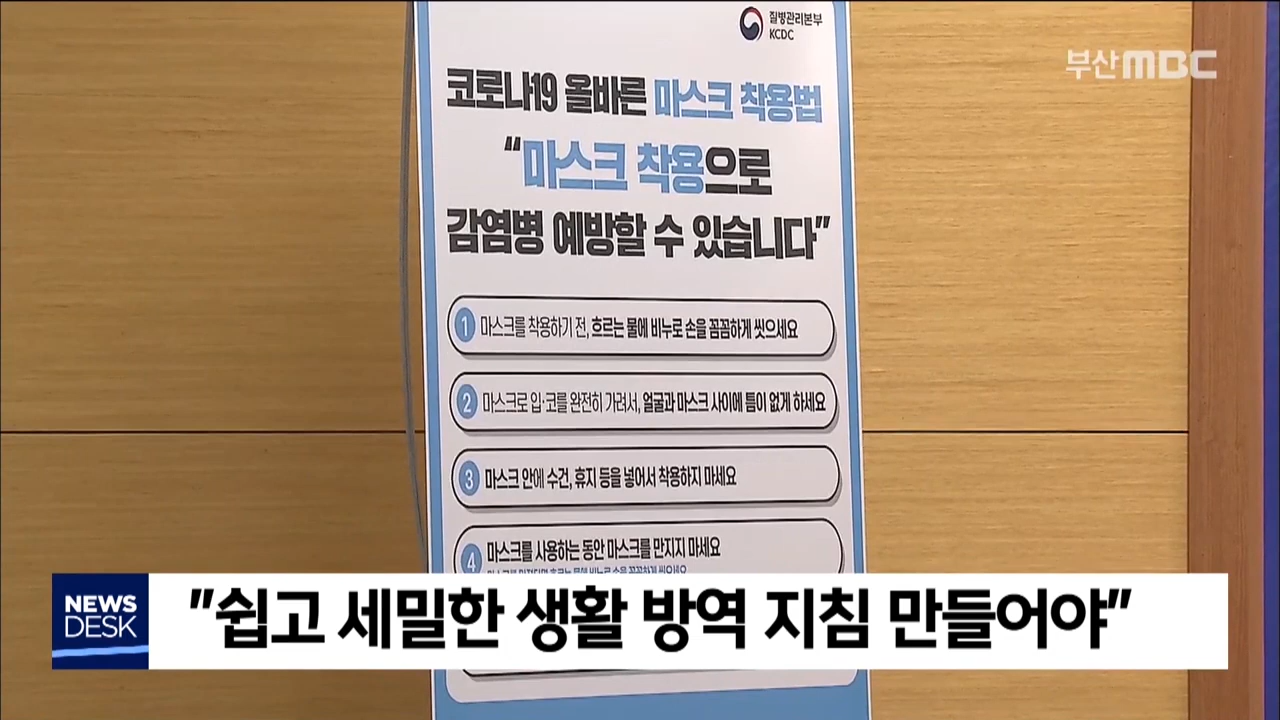 질병관리본부
KCDC
부산MBC
코로나19 올바른 마스크 착용법
“마스크 착용으로
감염병 예방할 수 있습니다”
1 마스크를 착용하기 전, 흐르는 물에 비누로 손을 꼼꼼하게 씻으세요
2 마스크로 입·코를 완전히 가려서, 얼굴과 마스크 사이에 틈이 없게 하세요
3 마스크 안에 수건, 휴지 등을 넣어서 착용하지 마세요
4 마스크를 사용하는 동안 마스크를 만지지 마세요
NEWS
DESK
"쉽고 세밀한 생활 방역 지침 만들어야"